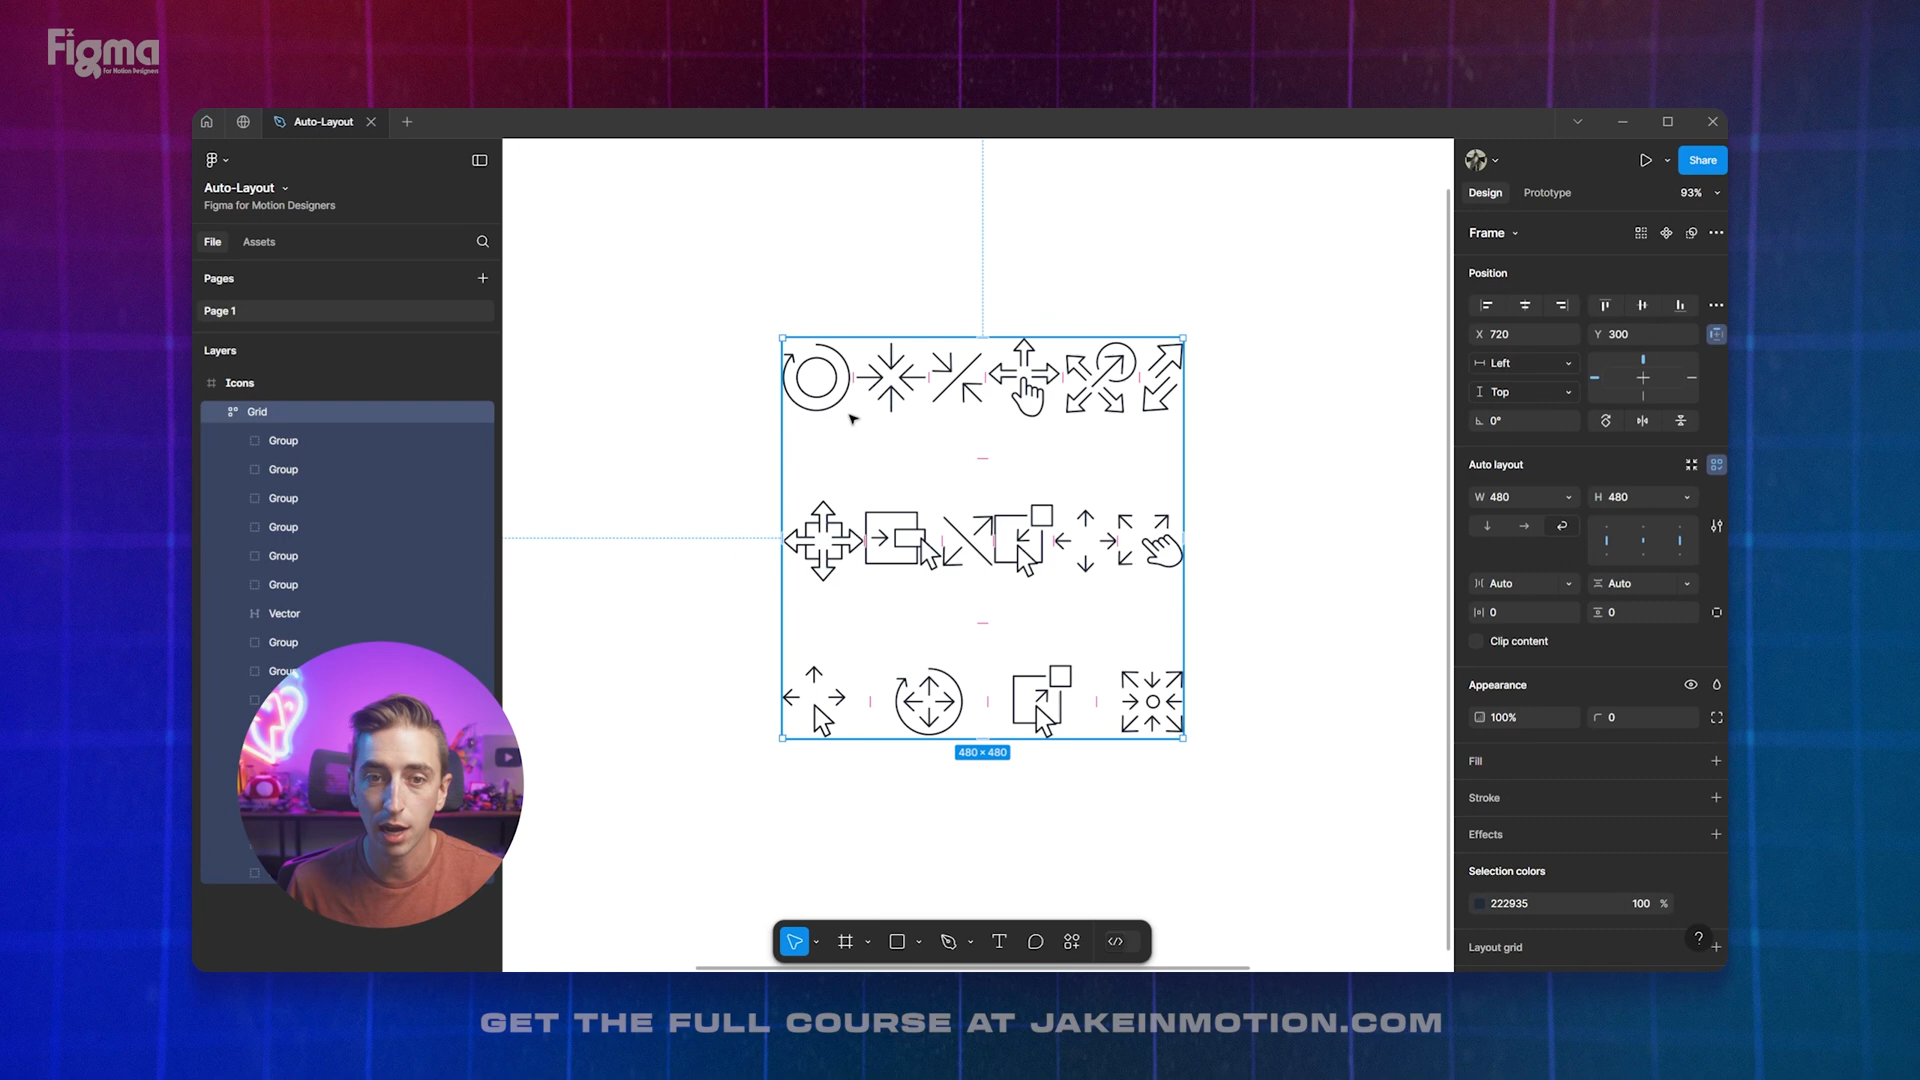 Figma
for Motion Designers
Auto-Layout
Auto-Layout
Figma for Motion Designers
File
Assets
Pages
Page 1
Layers
Icons
Grid
Group
Group
Group
Group
Group
Group
Vector
Group
480 × 480
Share
Design
Prototype
93%
Frame
Position
X 720
Y 300
Left
Top
0°
Auto layout
W 480
H 480
Auto
Auto
0
0
Clip content
Appearance
100%
0
Fill
Stroke
Effects
Selection colors
222935
100 %
Layout grid
?
GET THE FULL COURSE AT JAKEINMOTION.COM